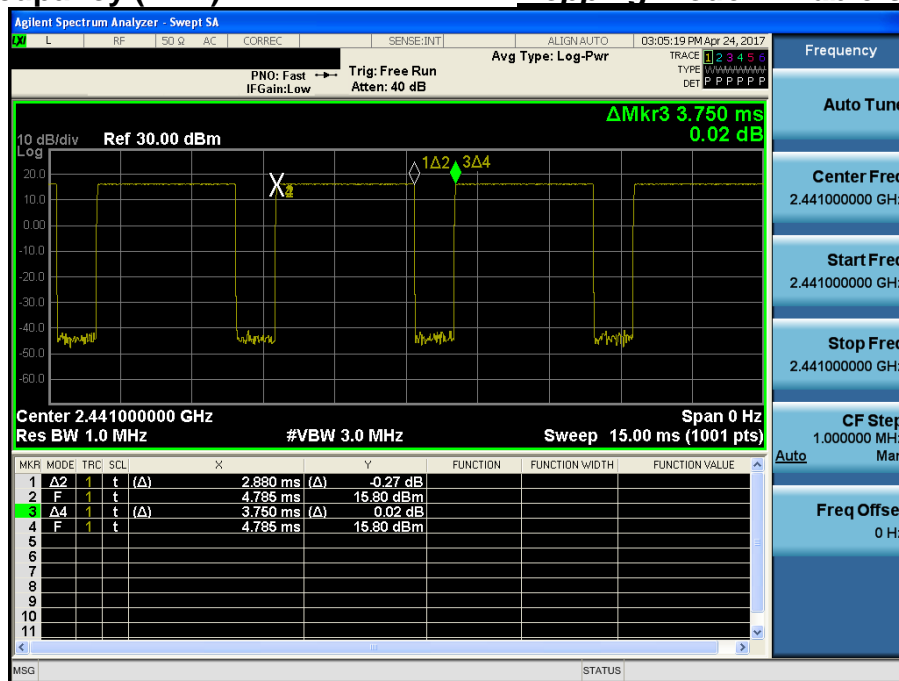 Agilent Spectrum Analyzer - Swept SA
LXI L RF 50 Ω AC CORREC SENSE:INT ALIGN AUTO 03:05:19 PM Apr 24, 2017
PNO: Fast Trig: Free Run Avg Type: Log-Pwr TRACE 1 2 3 4 5 6
IFGain:Low Atten: 40 dB TYPE
DET P P P P P P
ΔMkr3 3.750 ms
0.02 dB
10 dB/div Ref 30.00 dBm
Log
20.0
10.0
0.00
-10.0
-20.0
-30.0
-40.0
-50.0
-60.0
1Δ2 3Δ4
2
Center 2.441000000 GHz Span 0 Hz
Res BW 1.0 MHz #VBW 3.0 MHz Sweep 15.00 ms (1001 pts)
MKR MODE TRC SCL X Y FUNCTION FUNCTION WIDTH FUNCTION VALUE
1 Δ2 1 t (Δ) 2.880 ms (Δ) -0.27 dB
2 F 1 t 4.785 ms 15.80 dBm
3 Δ4 1 t (Δ) 3.750 ms (Δ) 0.02 dB
4 F 1 t 4.785 ms 15.80 dBm
5
6
7
8
9
10
11
MSG STATUS
Frequency
Auto Tune
Center Freq
2.441000000 GHz
Start Freq
2.441000000 GHz
Stop Freq
2.441000000 GHz
CF Step
1.000000 MHz
Auto Man
Freq Offset
0 Hz